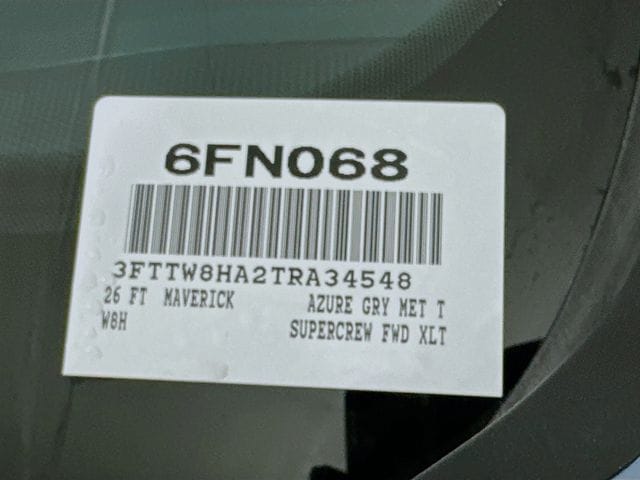 6FN068
3FTTW8HA2TRA34548
26 FT MAVERICK AZURE GRY MET T
W8H SUPERCREW FWD XLT